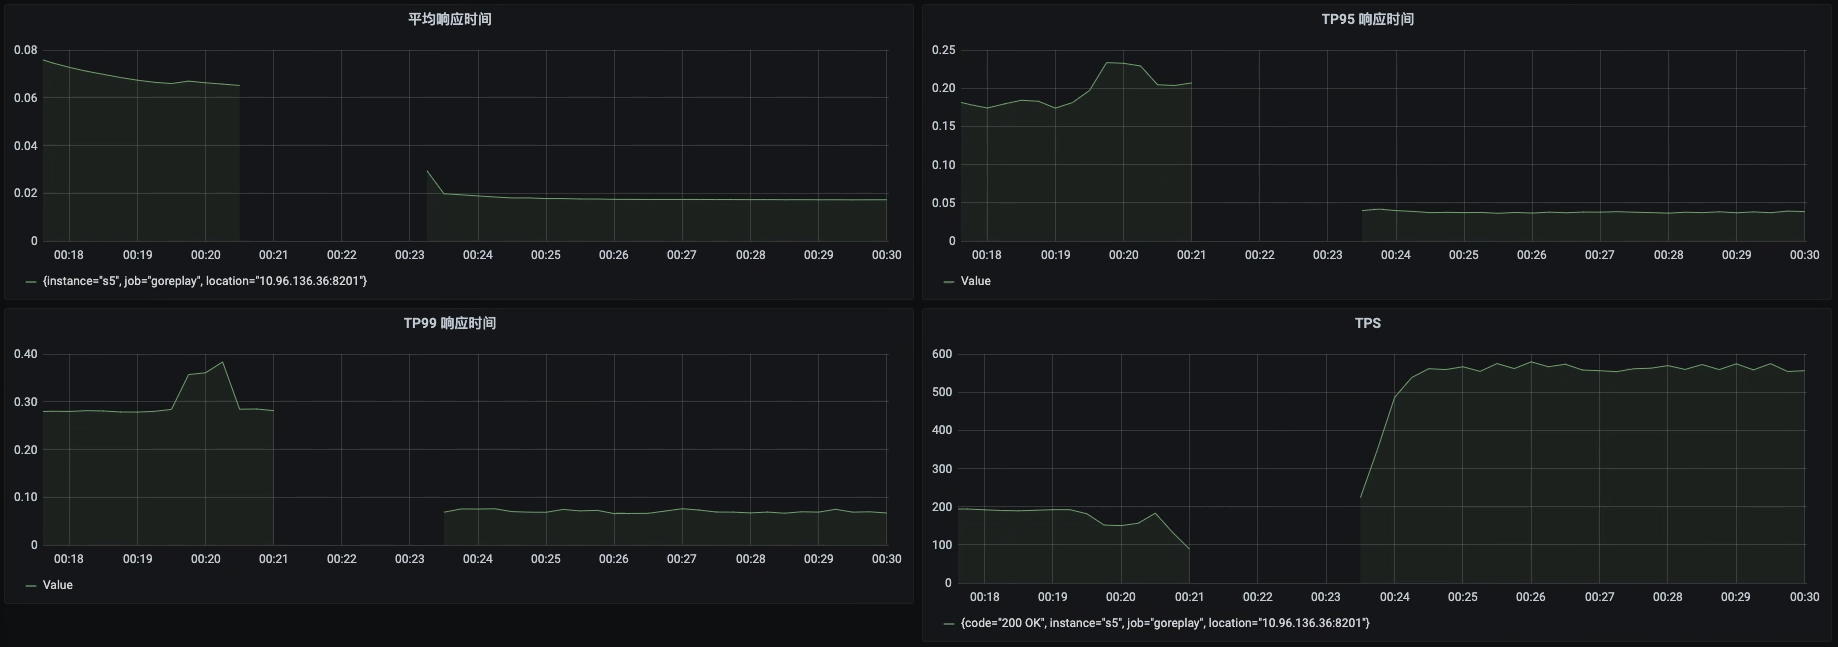 平均响应时间
0.08
0.06
0.04
0.02
0
00:18 00:19 00:20 00:21 00:22 00:23 00:24 00:25 00:26 00:27 00:28 00:29 00:30
{instance="s5", job="goreplay", location="10.96.136.36:8201"}
TP95 响应时间
0.25
0.20
0.15
0.10
0.05
0
00:18 00:19 00:20 00:21 00:22 00:23 00:24 00:25 00:26 00:27 00:28 00:29 00:30
Value
TP99 响应时间
0.40
0.30
0.20
0.10
0
00:18 00:19 00:20 00:21 00:22 00:23 00:24 00:25 00:26 00:27 00:28 00:29 00:30
Value
TPS
600
500
400
300
200
100
0
00:18 00:19 00:20 00:21 00:22 00:23 00:24 00:25 00:26 00:27 00:28 00:29 00:30
{code="200 OK", instance="s5", job="goreplay", location="10.96.136.36:8201"}